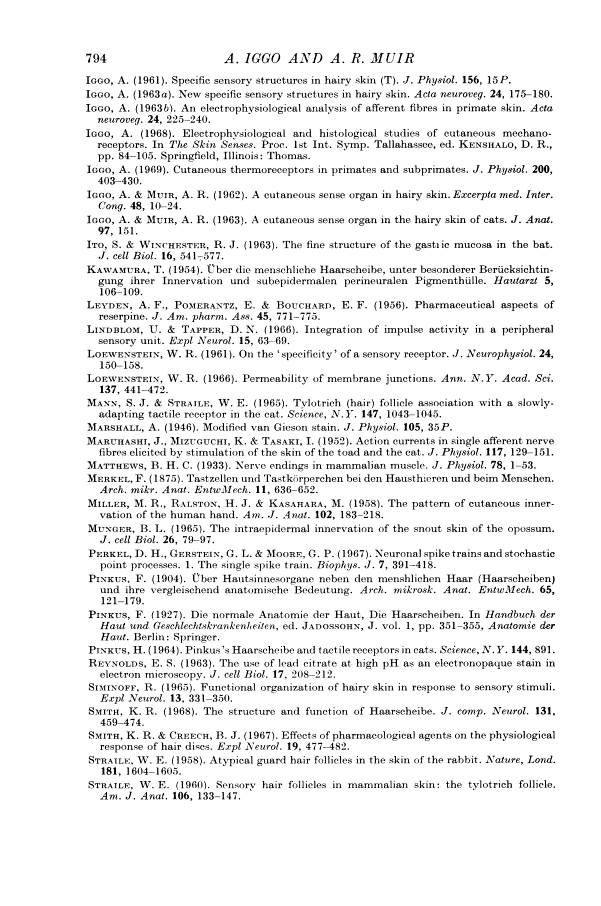 794 A. IGGO AND A. R. MUIR
IGGO, A. (1961). Specific sensory structures in hairy skin (T). J. Physiol. 156, 15P.
IGGO, A. (1963a). New specific sensory structures in hairy skin. Acta neuroveg. 24, 175-180.
IGGO, A. (1963b). An electrophysiological analysis of afferent fibres in primate skin. Acta
neuroveg. 24, 225-240.
IGGO, A. (1968). Electrophysiological and histological studies of cutaneous mechano-
receptors. In The Skin Senses. Proc. 1st Int. Symp. Tallahassee, ed. KENSHALO, D. R.,
pp. 84-105. Springfield, Illinois: Thomas.
IGGO, A. (1969). Cutaneous thermoreceptors in primates and subprimates. J. Physiol. 200,
403-430.
IGGO, A. & MUIR, A. R. (1962). A cutaneous sense organ in hairy skin. Excerpta med. Inter.
Cong. 48, 10-24.
IGGO, A. & MUIR, A. R. (1963). A cutaneous sense organ in the hairy skin of cats. J. Anat.
97, 151.
ITO, S. & WINCHESTER, R. J. (1963). The fine structure of the gastric mucosa in the bat.
J. cell Biol. 16, 541-577.
KAWAMURA, T. (1954). Über die menschliche Haarscheibe, unter besonderer Berücksichtin-
gung ihrer Innervation und subepidermalen perineuralen Pigmenthülle. Hautarzt 5,
106-109.
LEYDEN, A. F., POMERANTZ, E. & BOUCHARD, E. F. (1956). Pharmaceutical aspects of
reserpine. J. Am. pharm. Ass. 45, 771-775.
LINDBLOM, U. & TAPPER, D. N. (1966). Integration of impulse activity in a peripheral
sensory unit. Expl Neurol. 15, 63-69.
LOEWENSTEIN, W. R. (1961). On the 'specificity' of a sensory receptor. J. Neurophysiol. 24,
150-158.
LOEWENSTEIN, W. R. (1966). Permeability of membrane junctions. Ann. N.Y. Acad. Sci.
137, 441-472.
MANN, S. J. & STRAILE, W. E. (1965). Tylotrich (hair) follicle association with a slowly-
adapting tactile receptor in the cat. Science, N.Y. 147, 1043-1045.
MARSHALL, A. (1946). Modified van Gieson stain. J. Physiol. 105, 35P.
MARUHASHI, J., MIZUGUCHI, K. & TASAKI, I. (1952). Action currents in single afferent nerve
fibres elicited by stimulation of the skin of the toad and the cat. J. Physiol. 117, 129-151.
MATTHEWS, B. H. C. (1933). Nerve endings in mammalian muscle. J. Physiol. 78, 1-53.
MERKEL, F. (1875). Tastzellen und Tastkörperchen bei den Hausthieren und beim Menschen.
Arch. mikr. Anat. EntwMech. 11, 636-652.
MILLER, M. R., RALSTON, H. J. & KASAHARA, M. (1958). The pattern of cutaneous inner-
vation of the human hand. Am. J. Anat. 102, 183-218.
MUNGER, B. L. (1965). The intraepidermal innervation of the snout skin of the opossum.
J. cell Biol. 26, 79-97.
PERKEL, D. H., GERSTEIN, G. L. & MOORE, G. P. (1967). Neuronal spike trains and stochastic
point processes. 1. The single spike train. Biophys. J. 7, 391-418.
PINKUS, F. (1904). Über Hautsinnesorgane neben den menshlichen Haar (Haarscheiben)
und ihre vergleischend anatomische Bedeutung. Arch. mikrosk. Anat. EntwMech. 65,
121-179.
PINKUS, F. (1927). Die normale Anatomie der Haut, Die Haarscheiben. In Handbuch der
Haut und Geschlechtskrankenheiten, ed. JADOSSOHN, J. vol. 1, pp. 351-355, Anatomie der
Haut. Berlin: Springer.
PINKUS, H. (1964). Pinkus's Haarscheibe and tactile receptors in cats. Science, N.Y. 144, 891.
REYNOLDS, E. S. (1963). The use of lead citrate at high pH as an electronopaque stain in
electron microscopy. J. cell Biol. 17, 208-212.
SIMINOFF, R. (1965). Functional organization of hairy skin in response to sensory stimuli.
Expl Neurol. 13, 331-350.
SMITH, K. R. (1968). The structure and function of Haarscheibe. J. comp. Neurol. 131,
459-474.
SMITH, K. R. & CREECH, B. J. (1967). Effects of pharmacological agents on the physiological
response of hair discs. Expl Neurol. 19, 477-482.
STRAILE, W. E. (1958). Atypical guard hair follicles in the skin of the rabbit. Nature, Lond.
181, 1604-1605.
STRAILE, W. E. (1960). Sensory hair follicles in mammalian skin: the tylotrich follicle.
Am. J. Anat. 106, 133-147.